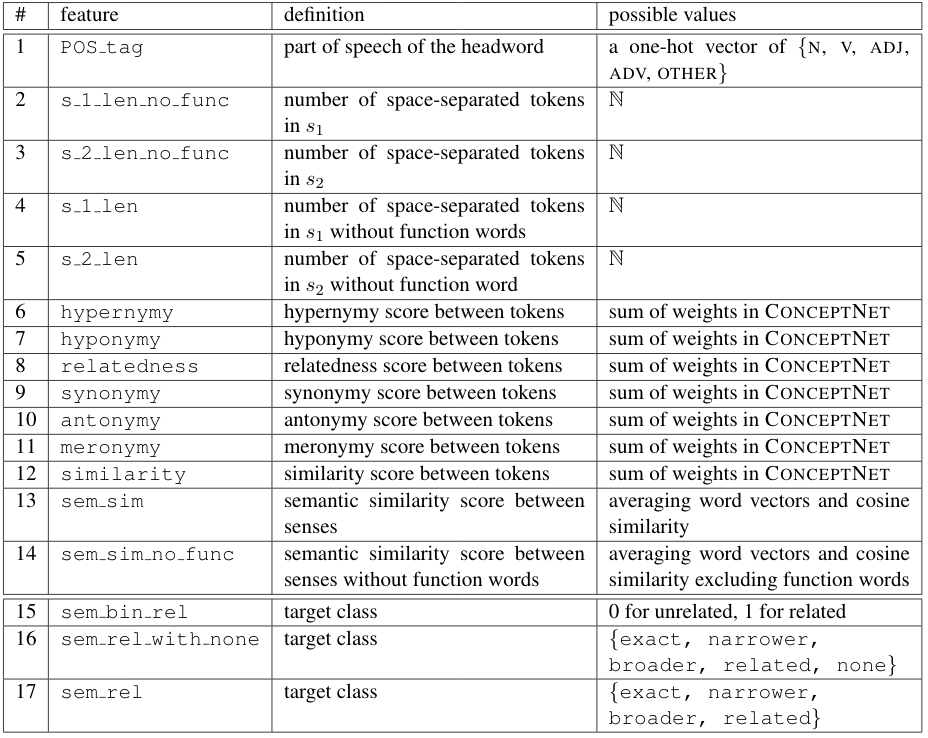 # feature definition possible values
1 POS_tag part of speech of the headword a one-hot vector of {N, V, ADJ,
ADV, OTHER}
2 s_1_len_no_func number of space-separated tokens ℕ
in s₁
3 s_2_len_no_func number of space-separated tokens ℕ
in s₂
4 s_1_len number of space-separated tokens ℕ
in s₁ without function words
5 s_2_len number of space-separated tokens ℕ
in s₂ without function word
6 hypernymy hypernymy score between tokens sum of weights in CONCEPTNET
7 hyponymy hyponymy score between tokens sum of weights in CONCEPTNET
8 relatedness relatedness score between tokens sum of weights in CONCEPTNET
9 synonymy synonymy score between tokens sum of weights in CONCEPTNET
10 antonymy antonymy score between tokens sum of weights in CONCEPTNET
11 meronymy meronymy score between tokens sum of weights in CONCEPTNET
12 similarity similarity score between tokens sum of weights in CONCEPTNET
13 sem_sim semantic similarity score between averaging word vectors and cosine
senses similarity
14 sem_sim_no_func semantic similarity score between averaging word vectors and cosine
senses without function words similarity excluding function words
15 sem_bin_rel target class 0 for unrelated, 1 for related
16 sem_rel_with_none target class {exact, narrower,
broader, related, none}
17 sem_rel target class {exact, narrower,
broader, related}